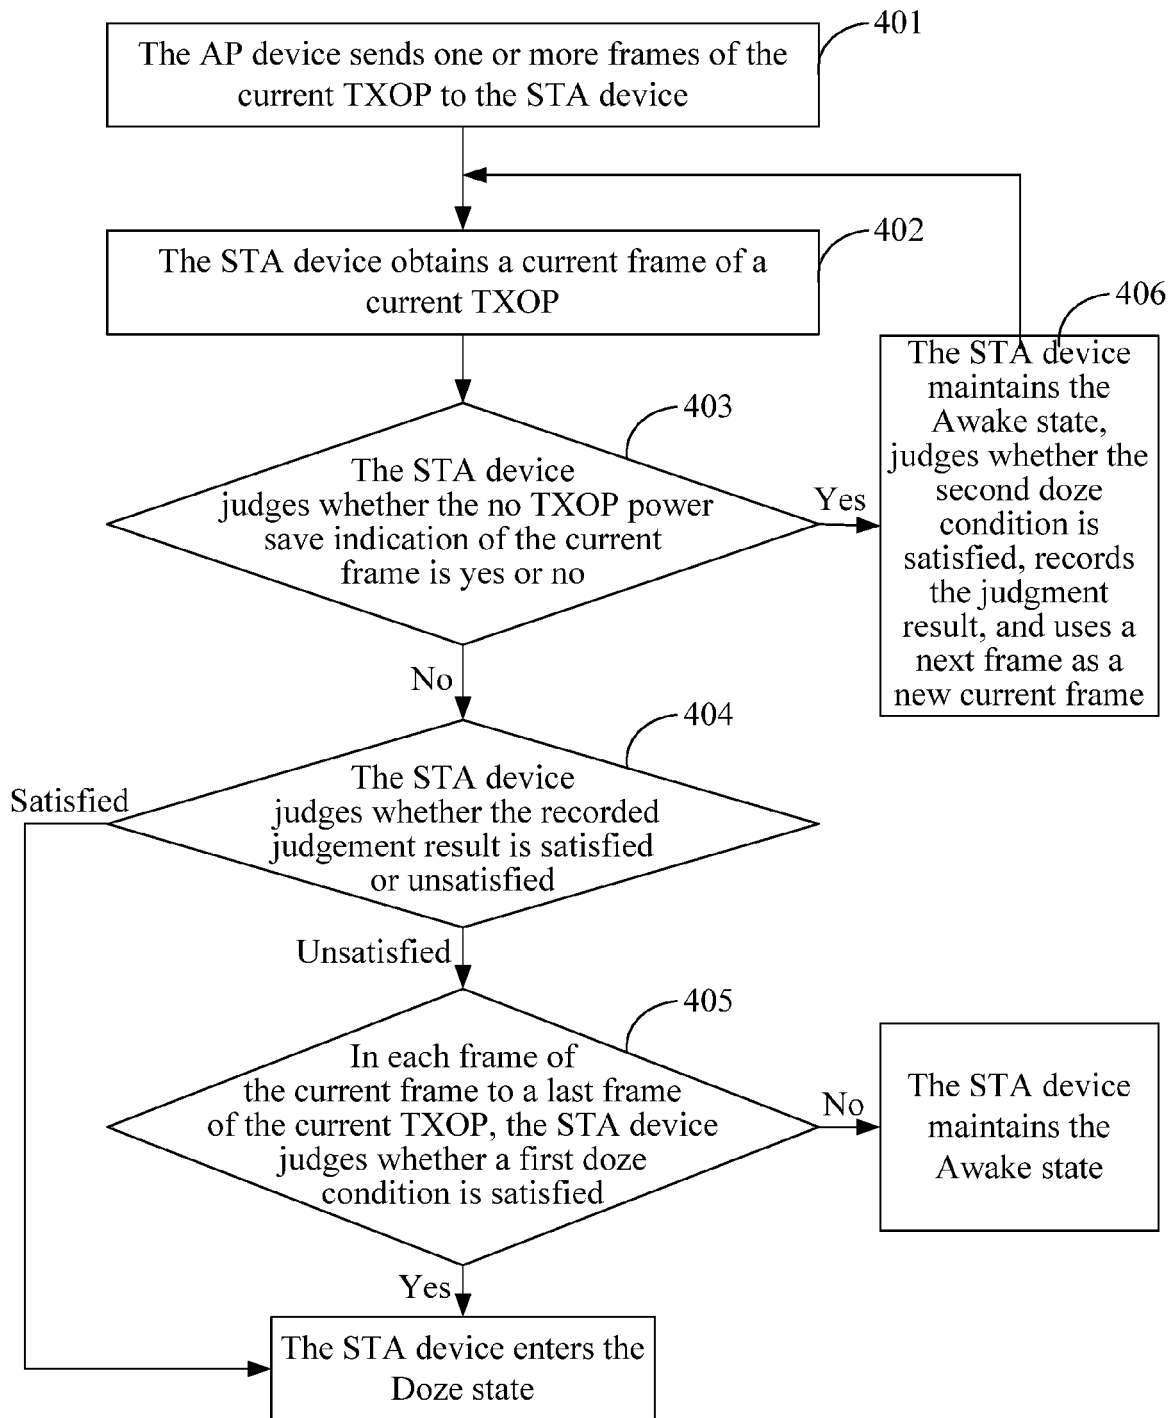 401
The AP device sends one or more frames of the
current TXOP to the STA device
402
The STA device obtains a current frame of a
current TXOP
406
The STA device
maintains the
Awake state,
judges whether the
second doze
condition is
satisfied, records
the judgment
result, and uses a
next frame as a
new current frame
403
The STA device
judges whether the no TXOP power
save indication of the current
frame is yes or no
Yes
No
404
The STA device
judges whether the recorded
judgement result is satisfied
or unsatisfied
Satisfied
Unsatisfied
405
In each frame of
the current frame to a last frame
of the current TXOP, the STA device
judges whether a first doze
condition is satisfied
No
The STA device
maintains the
Awake state
Yes
The STA device enters the
Doze state